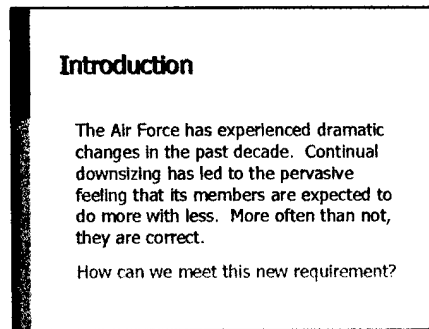 Introduction
The Air Force has experienced dramatic
changes in the past decade.  Continual
downsizing has led to the pervasive
feeling that its members are expected to
do more with less.  More often than not,
they are correct.
How can we meet this new requirement?